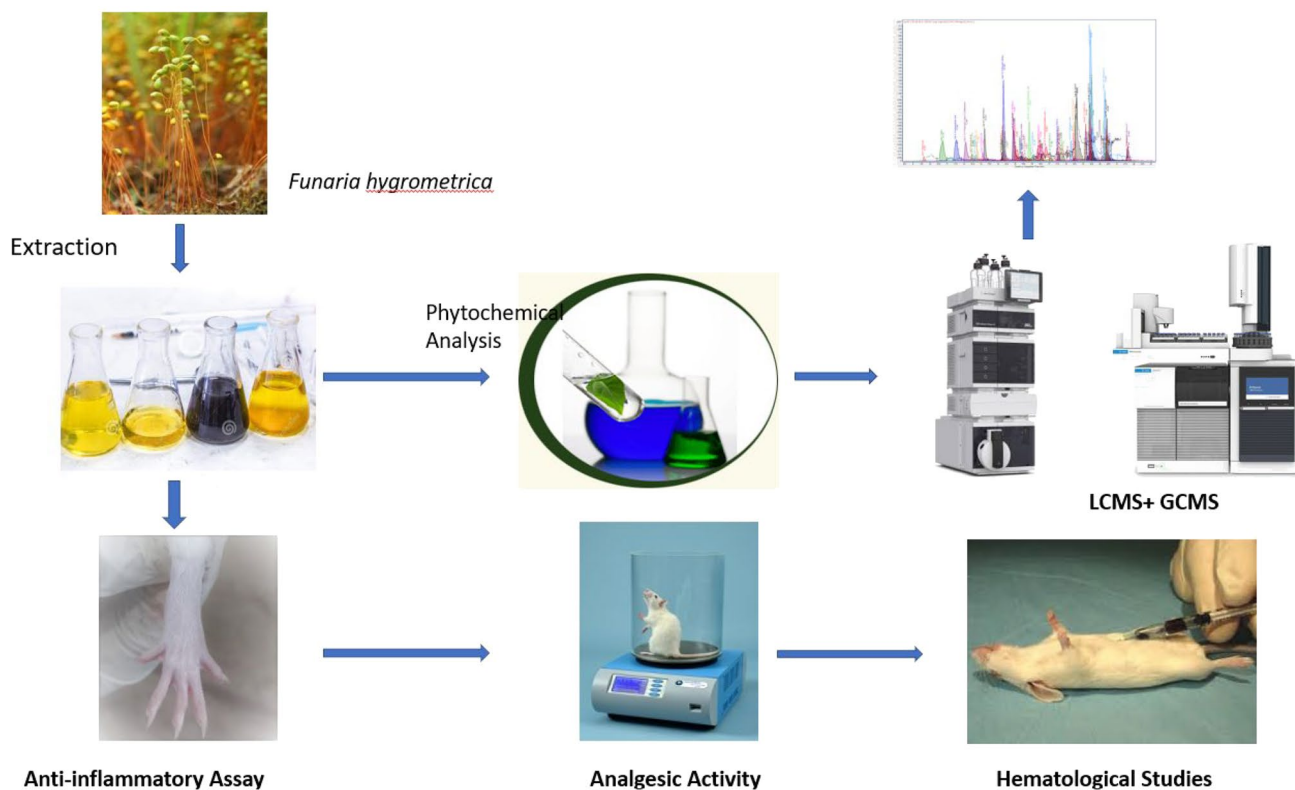 Funaria hygrometrica
Extraction
Phytochemical
Analysis
LCMS+ GCMS
Anti-inflammatory Assay
Analgesic Activity
Hematological Studies